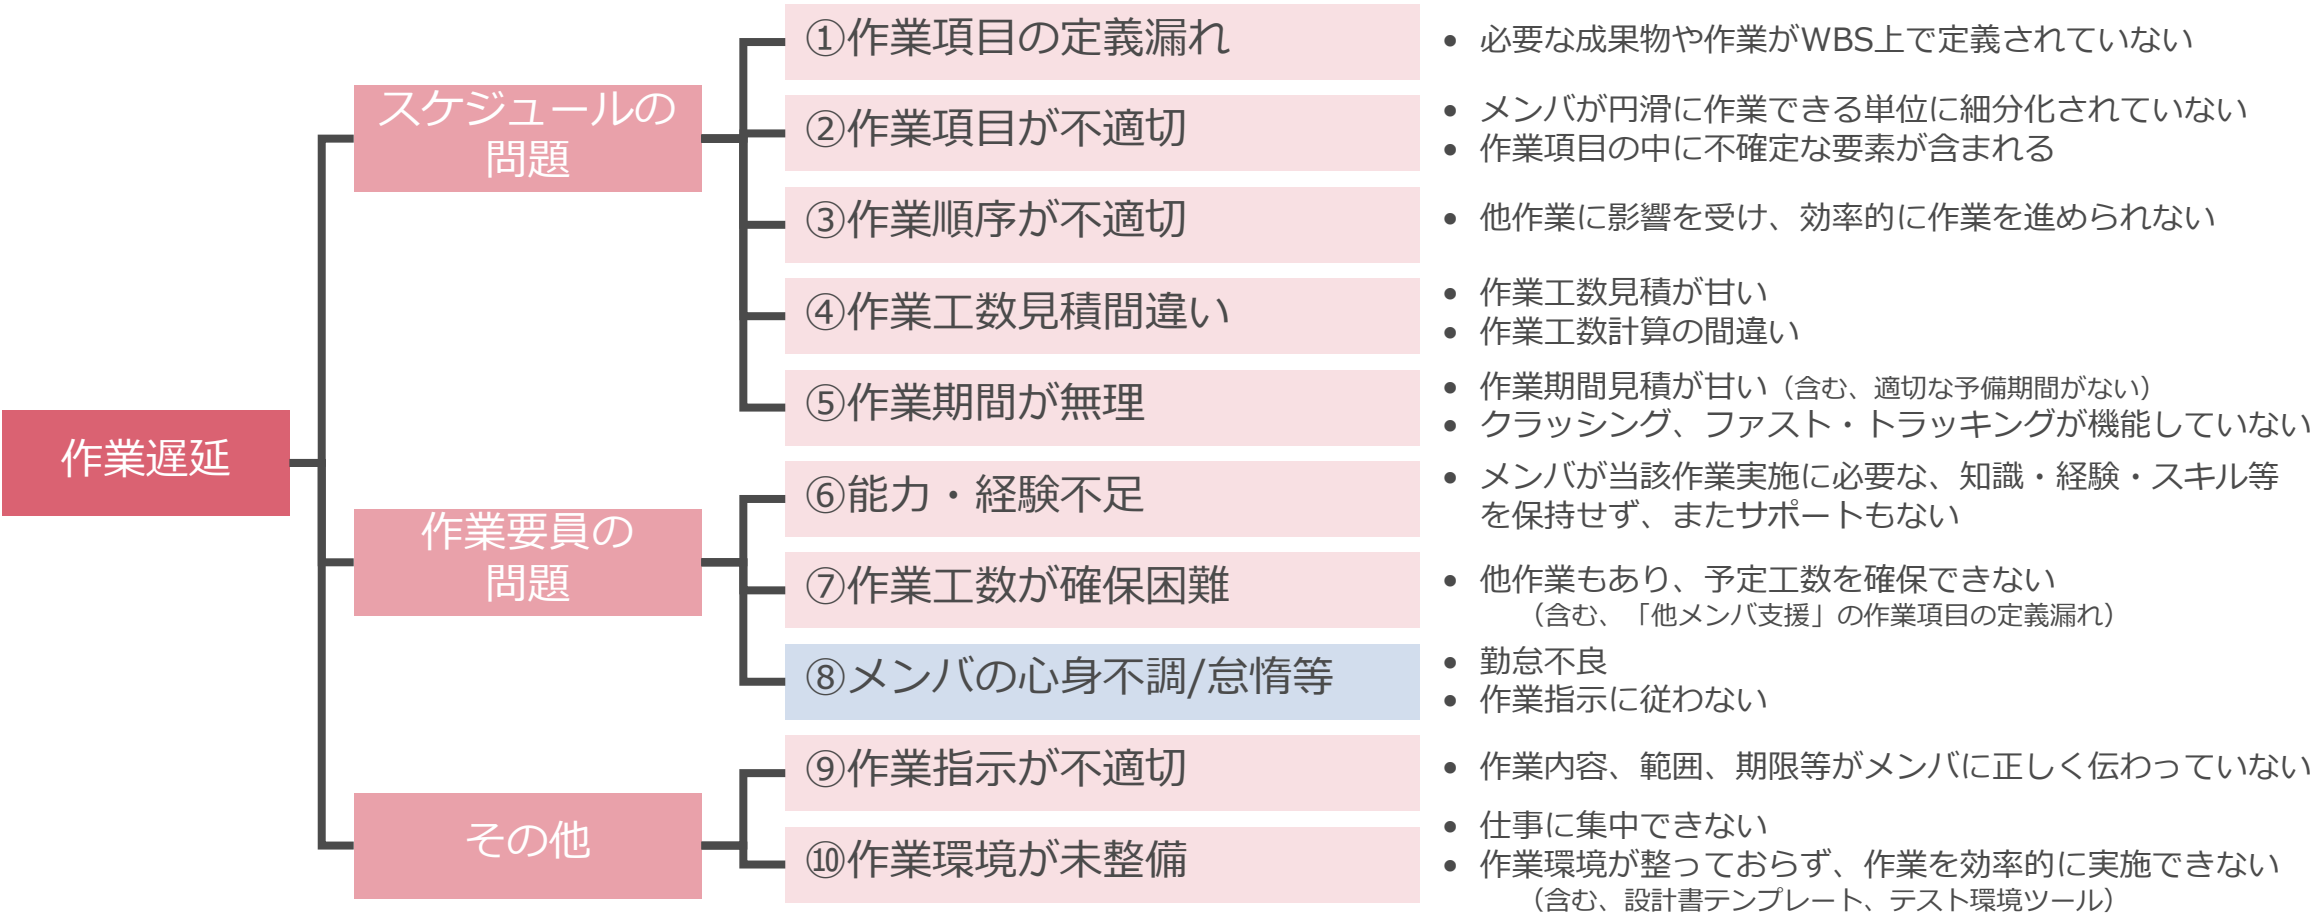 作業遅延
スケジュールの
問題
①作業項目の定義漏れ
• 必要な成果物や作業がWBS上で定義されていない
②作業項目が不適切
• メンバが円滑に作業できる単位に細分化されていない
• 作業項目の中に不確定な要素が含まれる
③作業順序が不適切
• 他作業に影響を受け、効率的に作業を進められない
④作業工数見積間違い
• 作業工数見積が甘い
• 作業工数計算の間違い
⑤作業期間が無理
• 作業期間見積が甘い（含む、適切な予備期間がない）
• クラッシング、ファスト・トラッキングが機能していない
作業要員の
問題
⑥能力・経験不足
• メンバが当該作業実施に必要な、知識・経験・スキル等
を保持せず、またサポートもない
⑦作業工数が確保困難
• 他作業もあり、予定工数を確保できない
（含む、「他メンバ支援」の作業項目の定義漏れ）
⑧メンバの心身不調/怠惰等
• 勤怠不良
• 作業指示に従わない
その他
⑨作業指示が不適切
• 作業内容、範囲、期限等がメンバに正しく伝わっていない
⑩作業環境が未整備
• 仕事に集中できない
• 作業環境が整っておらず、作業を効率的に実施できない
（含む、設計書テンプレート、テスト環境ツール）